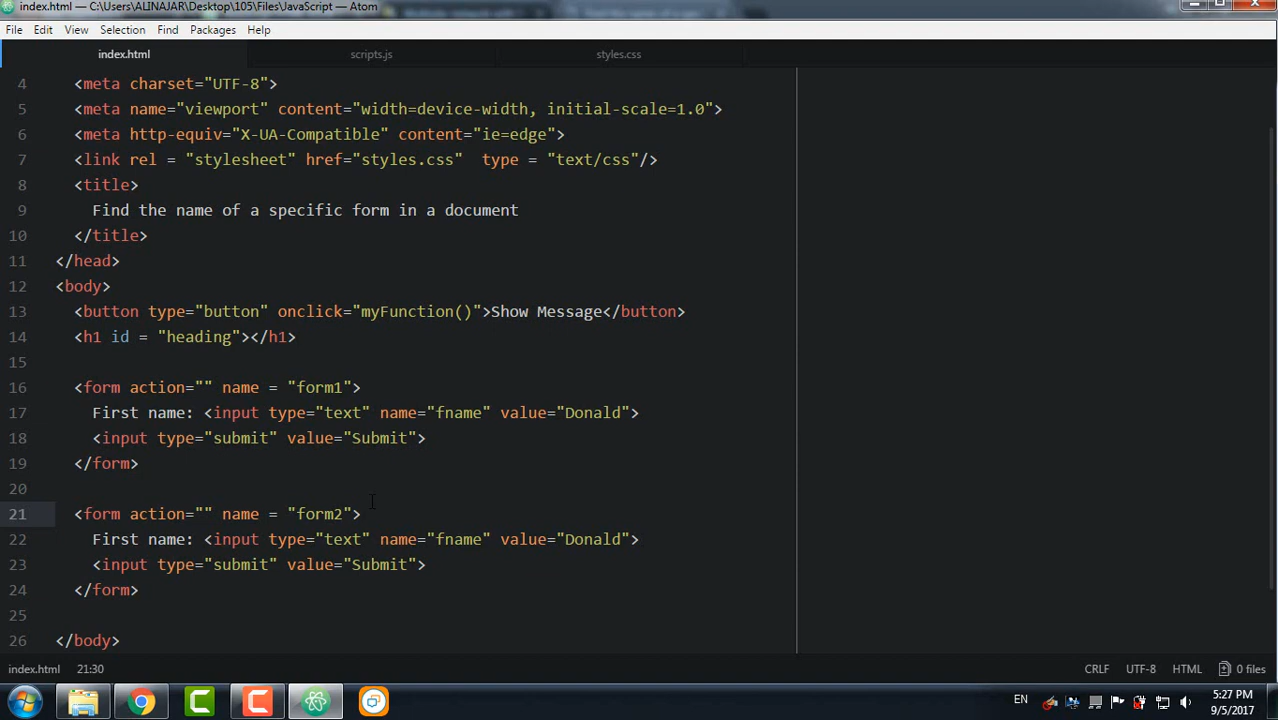 index.html — C:\Users\ALINAJAR\Desktop\105\Files\JavaScript — Atom
File Edit View Selection Find Packages Help
index.html scripts.js styles.css
4 <meta charset="UTF-8">
5 <meta name="viewport" content="width=device-width, initial-scale=1.0">
6 <meta http-equiv="X-UA-Compatible" content="ie=edge">
7 <link rel = "stylesheet" href="styles.css"  type = "text/css"/>
8 <title>
9 Find the name of a specific form in a document
10 </title>
11 </head>
12 <body>
13 <button type="button" onclick="myFunction()">Show Message</button>
14 <h1 id = "heading"></h1>
15
16 <form action="" name = "form1">
17 First name: <input type="text" name="fname" value="Donald">
18 <input type="submit" value="Submit">
19 </form>
20
21 <form action="" name = "form2">
22 First name: <input type="text" name="fname" value="Donald">
23 <input type="submit" value="Submit">
24 </form>
25
26 </body>
index.html 21:30 CRLF UTF-8 HTML 0 files
EN 5:27 PM
9/5/2017